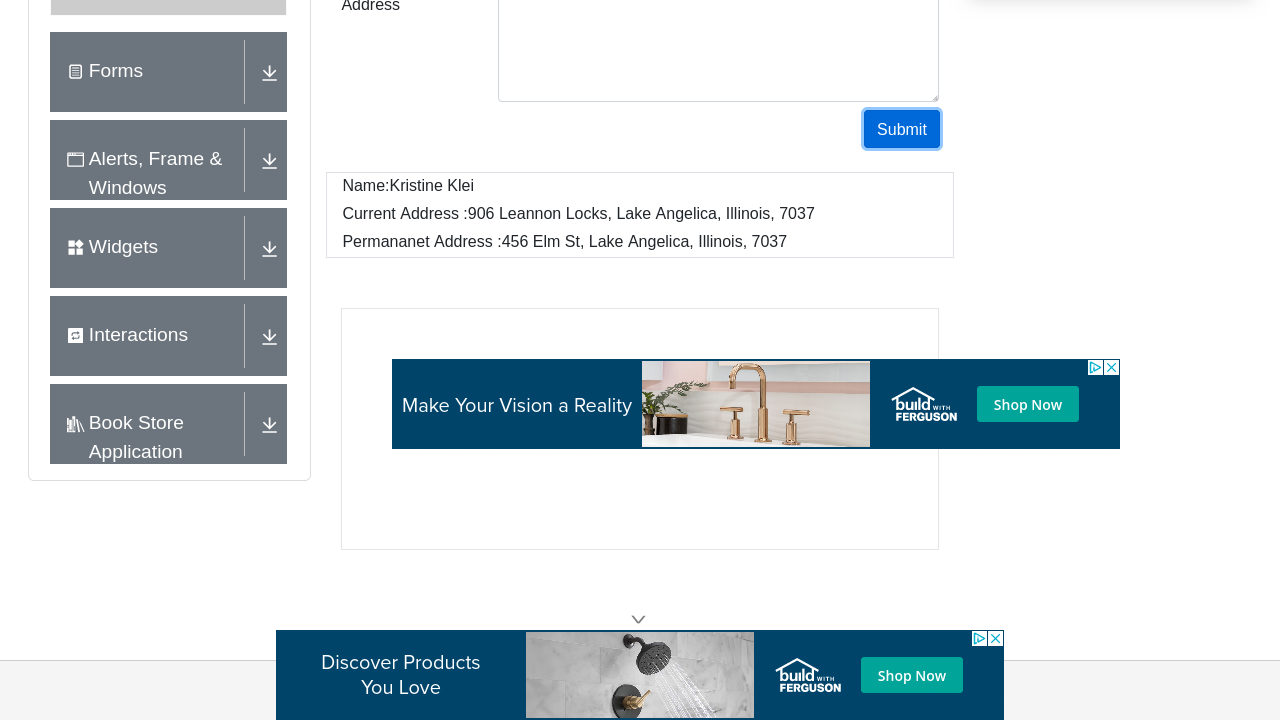 Address
Forms
Alerts, Frame &
Windows
Widgets
Interactions
Book Store
Application
Submit
Name:Kristine Klei
Current Address :906 Leannon Locks, Lake Angelica, Illinois, 7037
Permananet Address :456 Elm St, Lake Angelica, Illinois, 7037
Make Your Vision a Reality
build WITH
FERGUSON
Shop Now
Discover Products
You Love
build WITH
FERGUSON
Shop Now